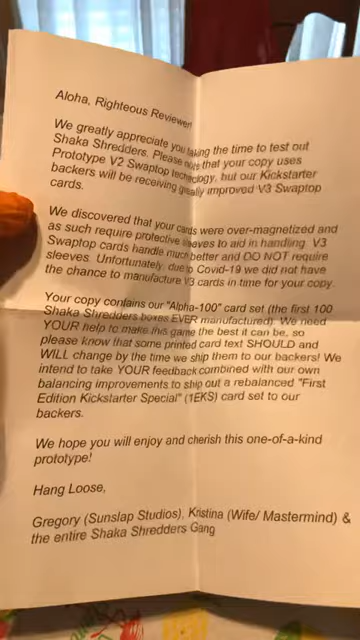 Aloha, Righteous Reviewer!
We greatly appreciate you taking the time to test out
Shaka Shredders. Please note that your copy uses
Prototype V2 Swaptop technology, but our Kickstarter
backers will be receiving greatly improved V3 Swaptop
cards.
We discovered that your cards were over-magnetized and
as such require protective sleeves to aid in handling. V3
Swaptop cards handle much better and DO NOT require
sleeves. Unfortunately, due to Covid-19 we did not have
the chance to manufacture V3 cards in time for your copy.
Your copy contains our "Alpha-100" card set (the first 100
Shaka Shredders boxes EVER manufactured). We need
YOUR help to make this game the best it can be, so
please know that some printed card text SHOULD and
WILL change by the time we ship them to our backers! We
intend to take YOUR feedback combined with our own
balancing improvements to ship out a rebalanced "First
Edition Kickstarter Special" (1EKS) card set to our
backers.
We hope you will enjoy and cherish this one-of-a-kind
prototype!
Hang Loose,
Gregory (Sunslap Studios), Kristina (Wife/ Mastermind) &
the entire Shaka Shredders Gang